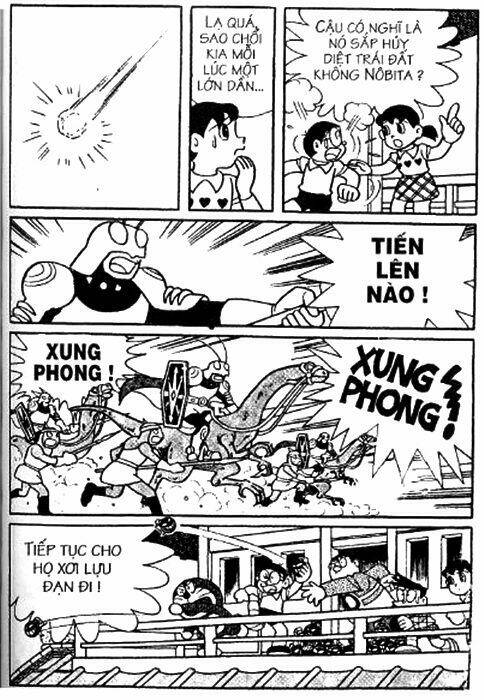 LẠ QUÁ,
SAO CHỔI
KIA MỖI
LÚC MỘT
LỚN DẦN...
CẬU CÓ NGHĨ LÀ
NÓ SẮP HỦY
DIỆT TRÁI ĐẤT
KHÔNG NÔBITA ?
TIẾN
LÊN
NÀO !
XUNG
PHONG !
XUNG
PHONG !
TIẾP TỤC CHO
HỌ XƠI LỰU
ĐẠN ĐI !